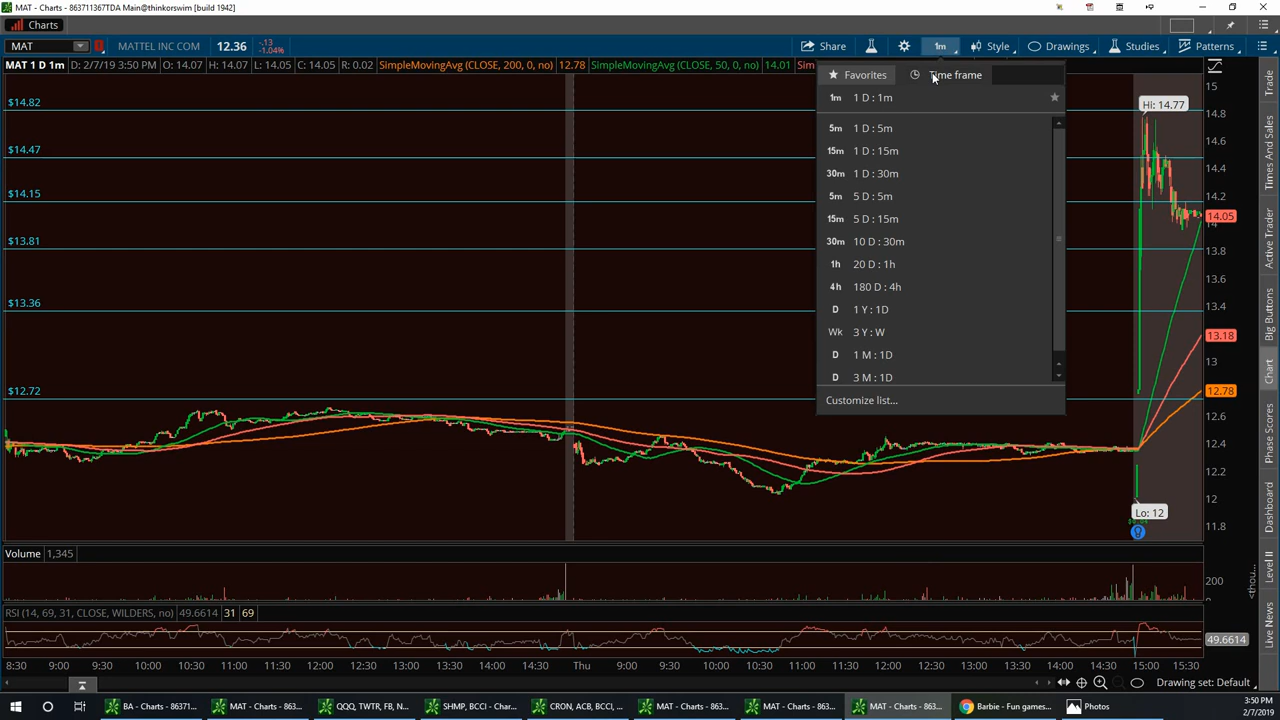 MAT - Charts - 863711367TDA Main@thinkorswim [build 1942]
Charts
MAT
MATTEL INC COM
12.36
-.13
-1.04%
Share
1m
Style
Drawings
Studies
Patterns
MAT 1 D 1m
D: 2/7/19 3:50 PM
O: 14.07
H: 14.07
L: 14.05
C: 14.05
R: 0.02
SimpleMovingAvg (CLOSE, 200, 0, no)
12.78
SimpleMovingAvg (CLOSE, 50, 0, no)
14.01
Sim
Favorites
Time frame
1m 1 D : 1m
5m 1 D : 5m
15m 1 D : 15m
30m 1 D : 30m
5m 5 D : 5m
15m 5 D : 15m
30m 10 D : 30m
1h 20 D : 1h
4h 180 D : 4h
D 1 Y : 1D
Wk 3 Y : W
D 1 M : 1D
D 3 M : 1D
Customize list...
$14.82
$14.47
$14.15
$13.81
$13.36
$12.72
Hi: 14.77
Lo: 12
15
14.8
14.6
14.4
14.2
14.05
14
13.8
13.6
13.4
13.18
13
12.78
12.6
12.4
12.2
12
11.8
Volume 1,345
200
0
<thou...
RSI (14, 69, 31, CLOSE, WILDERS, no) 49.6614 31 69
49.6614
8:30 9:00 9:30 10:00 10:30 11:00 11:30 12:00 12:30 13:00 13:30 14:00 14:30 Thu 9:00 9:30 10:00 10:30 11:00 11:30 12:00 12:30 13:00 13:30 14:00 14:30 15:00 15:30
Drawing set: Default
Trade
Times And Sales
Active Trader
Big Buttons
Chart
Phase Scores
Dashboard
Level II
Live News
BA - Charts - 86371...
MAT - Charts - 863...
QQQ, TWTR, FB, N...
SHMP, BCCI - Char...
SBON, ACB, BCCI, ...
MAT - Charts - 863...
MAT - Charts - 863...
MAT - Charts - 863...
Barbie - Fun games...
Photos
3:50 PM
2/7/2019